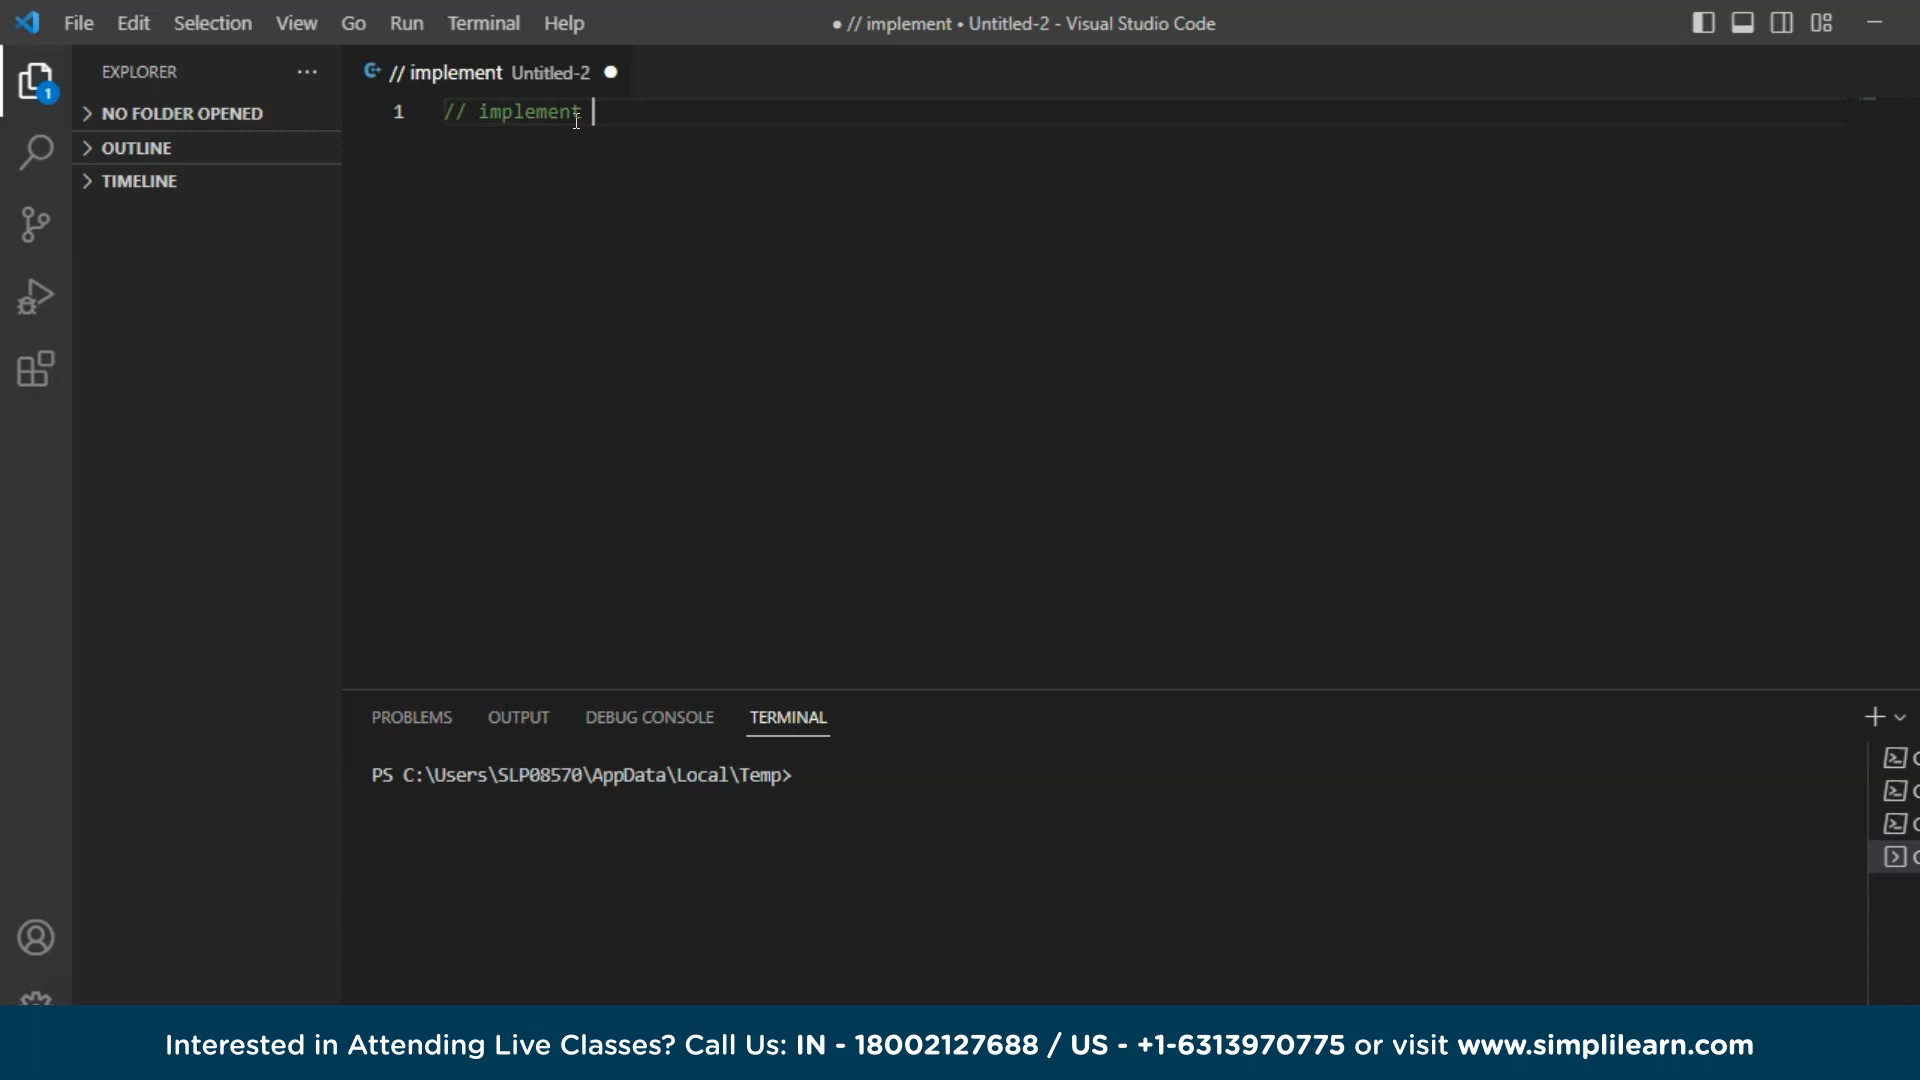 File Edit Selection View Go Run Terminal Help
● // implement • Untitled-2 - Visual Studio Code
EXPLORER
1
NO FOLDER OPENED
OUTLINE
TIMELINE
// implement Untitled-2
1 // implement
PROBLEMS OUTPUT DEBUG CONSOLE TERMINAL
PS C:\Users\SLP08570\AppData\Local\Temp>
Interested in Attending Live Classes? Call Us: IN - 18002127688 / US - +1-6313970775 or visit www.simplilearn.com